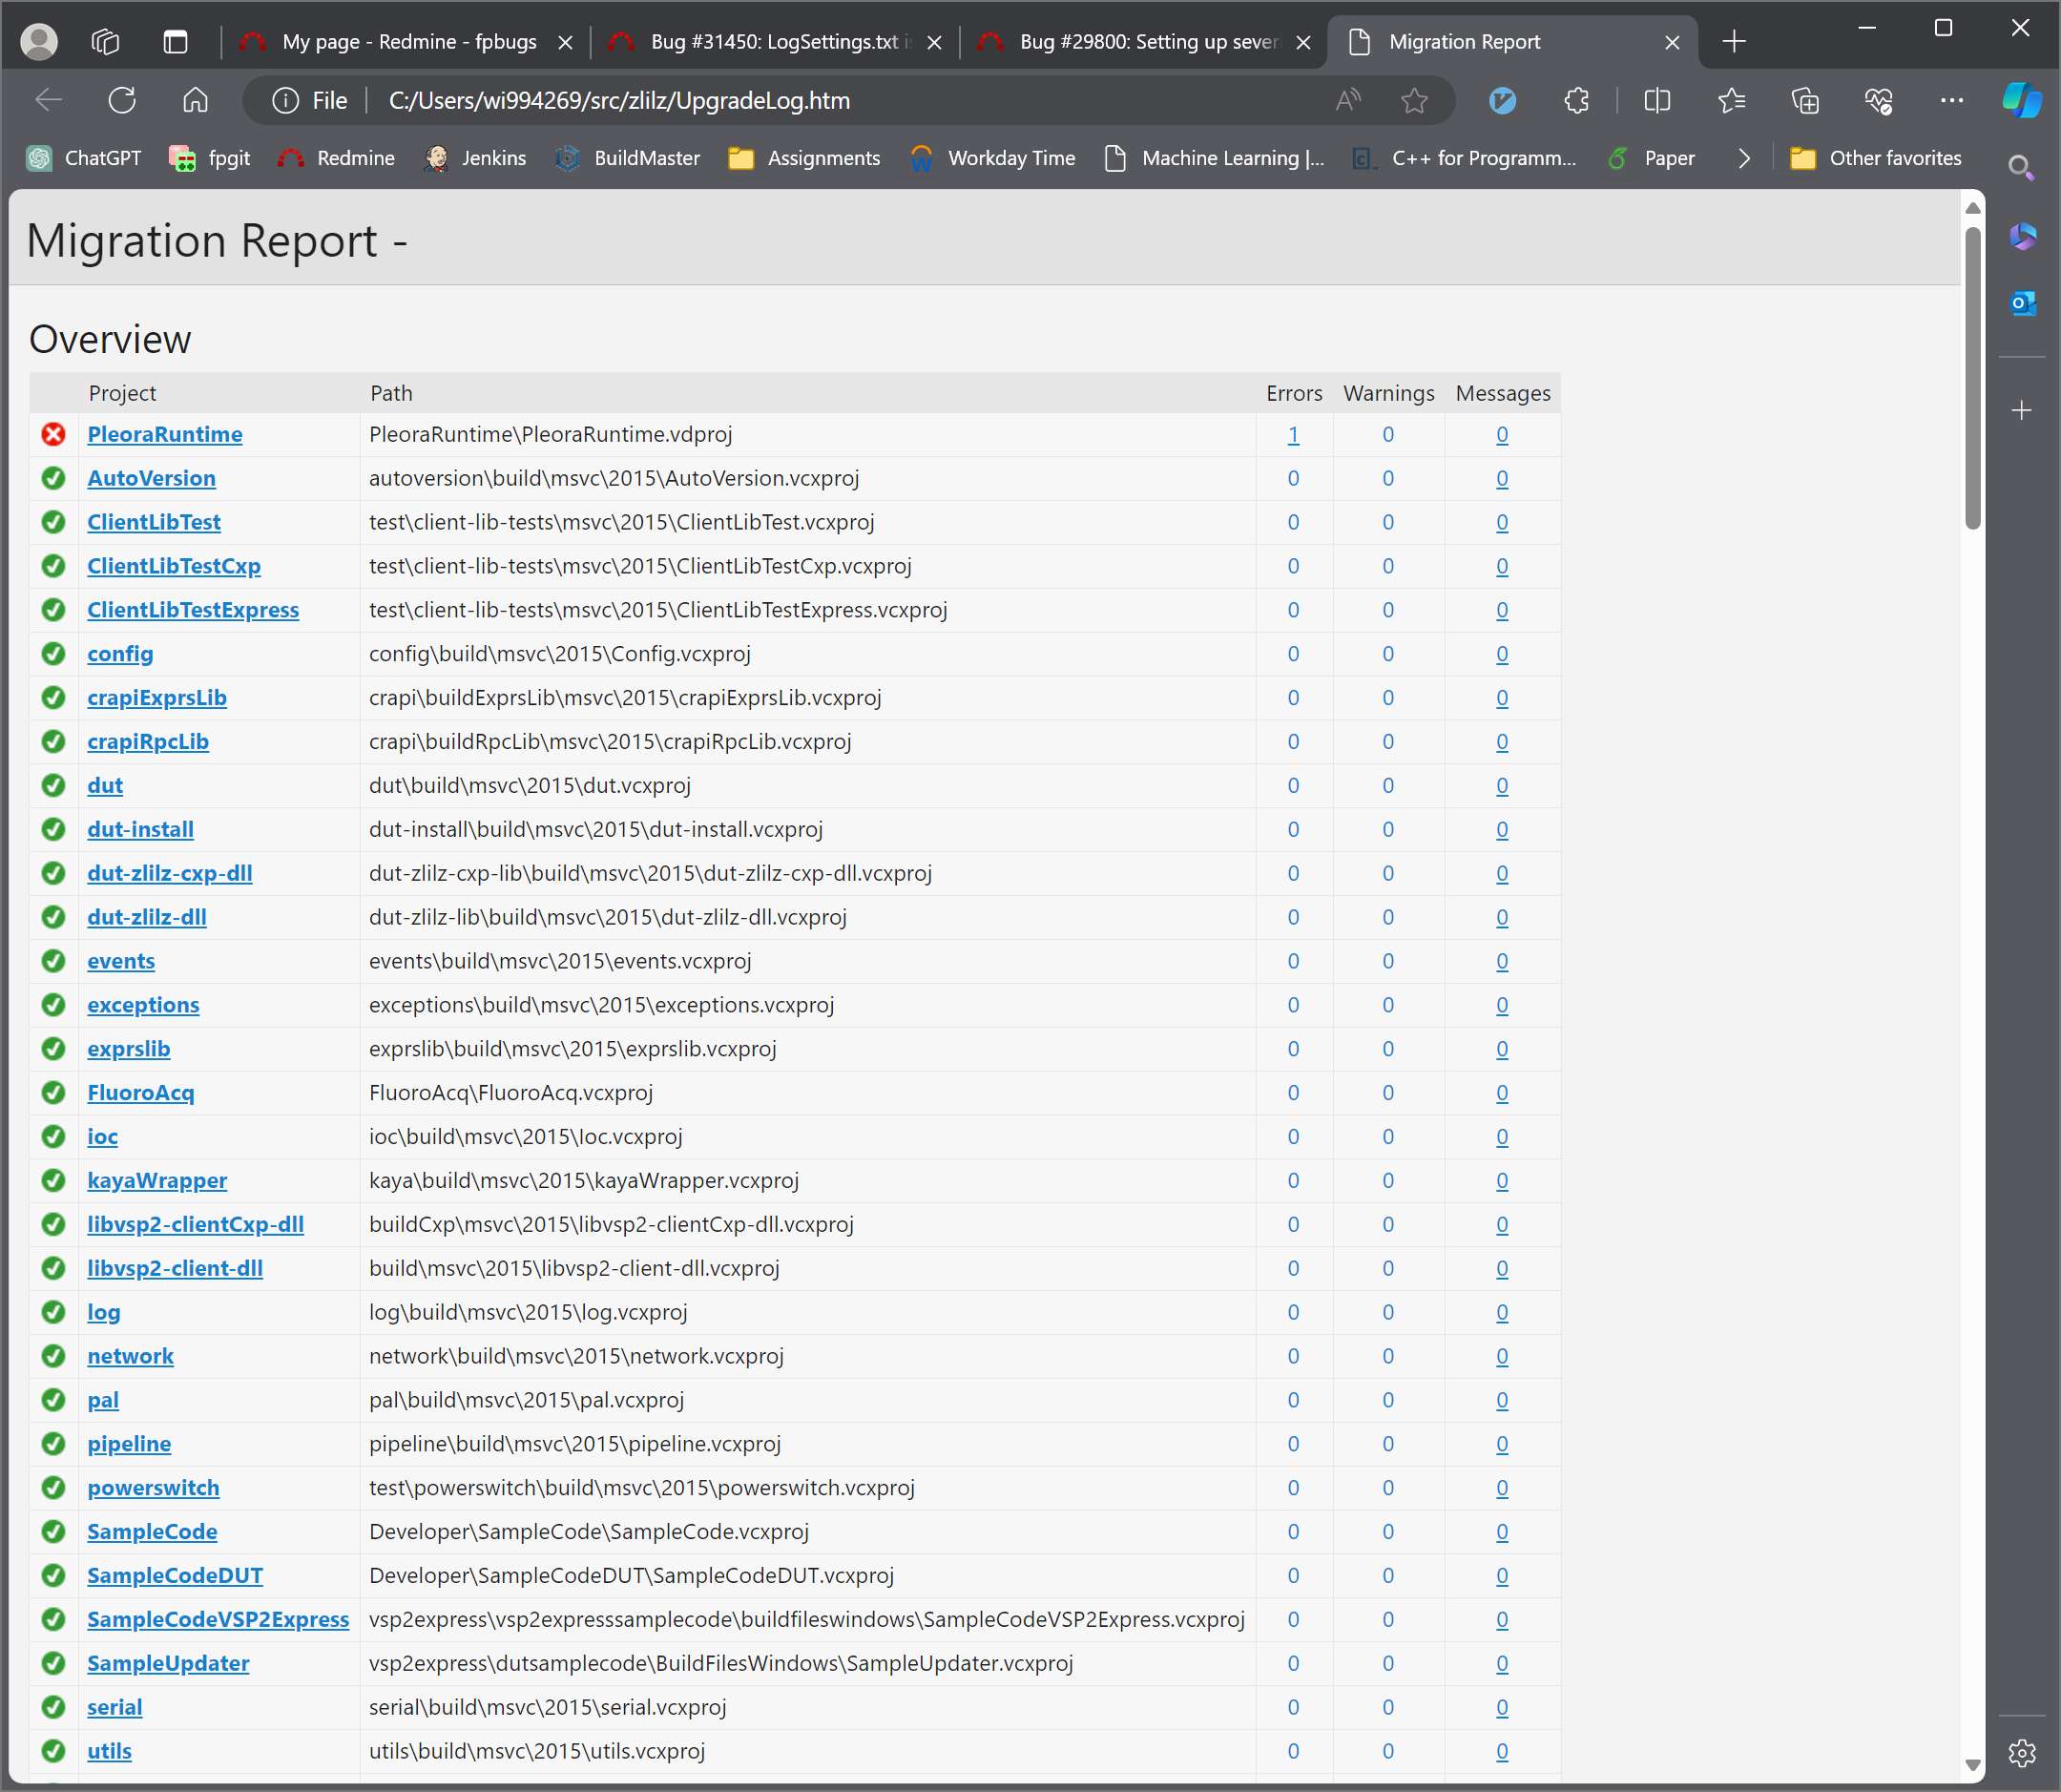 My page - Redmine - fpbugs
Bug #31450: LogSettings.txt
Bug #29800: Setting up
Migration Report
File
C:/Users/wi994269/src/zlilz/UpgradeLog.htm
ChatGPT fpgit Redmine Jenkins BuildMaster Assignments Workday Time Machine Learning |... C++ for Programm... Paper Other favorites
Migration Report -
Overview
Project Path Errors Warnings Messages
PleoraRuntime PleoraRuntime\PleoraRuntime.vdproj 1 0 0
AutoVersion autoversion\build\msvc\2015\AutoVersion.vcxproj 0 0 0
ClientLibTest test\client-lib-tests\msvc\2015\ClientLibTest.vcxproj 0 0 0
ClientLibTestCxp test\client-lib-tests\msvc\2015\ClientLibTestCxp.vcxproj 0 0 0
ClientLibTestExpress test\client-lib-tests\msvc\2015\ClientLibTestExpress.vcxproj 0 0 0
config config\build\msvc\2015\Config.vcxproj 0 0 0
crapiExprsLib crapi\buildExprsLib\msvc\2015\crapiExprsLib.vcxproj 0 0 0
crapiRpcLib crapi\buildRpcLib\msvc\2015\crapiRpcLib.vcxproj 0 0 0
dut dut\build\msvc\2015\dut.vcxproj 0 0 0
dut-install dut-install\build\msvc\2015\dut-install.vcxproj 0 0 0
dut-zlilz-cxp-dll dut-zlilz-cxp-lib\build\msvc\2015\dut-zlilz-cxp-dll.vcxproj 0 0 0
dut-zlilz-dll dut-zlilz-lib\build\msvc\2015\dut-zlilz-dll.vcxproj 0 0 0
events events\build\msvc\2015\events.vcxproj 0 0 0
exceptions exceptions\build\msvc\2015\exceptions.vcxproj 0 0 0
exprslib exprslib\build\msvc\2015\exprslib.vcxproj 0 0 0
FluoroAcq FluoroAcq\FluoroAcq.vcxproj 0 0 0
ioc ioc\build\msvc\2015\Ioc.vcxproj 0 0 0
kayaWrapper kaya\build\msvc\2015\kayaWrapper.vcxproj 0 0 0
libvsp2-clientCxp-dll buildCxp\msvc\2015\libvsp2-clientCxp-dll.vcxproj 0 0 0
libvsp2-client-dll build\msvc\2015\libvsp2-client-dll.vcxproj 0 0 0
log log\build\msvc\2015\log.vcxproj 0 0 0
network network\build\msvc\2015\network.vcxproj 0 0 0
pal pal\build\msvc\2015\pal.vcxproj 0 0 0
pipeline pipeline\build\msvc\2015\pipeline.vcxproj 0 0 0
powerswitch test\powerswitch\build\msvc\2015\powerswitch.vcxproj 0 0 0
SampleCode Developer\SampleCode\SampleCode.vcxproj 0 0 0
SampleCodeDUT Developer\SampleCodeDUT\SampleCodeDUT.vcxproj 0 0 0
SampleCodeVSP2Express vsp2express\vsp2expresssamplecode\buildfileswindows\SampleCodeVSP2Express.vcxproj 0 0 0
SampleUpdater vsp2express\dutsamplecode\BuildFilesWindows\SampleUpdater.vcxproj 0 0 0
serial serial\build\msvc\2015\serial.vcxproj 0 0 0
utils utils\build\msvc\2015\utils.vcxproj 0 0 0